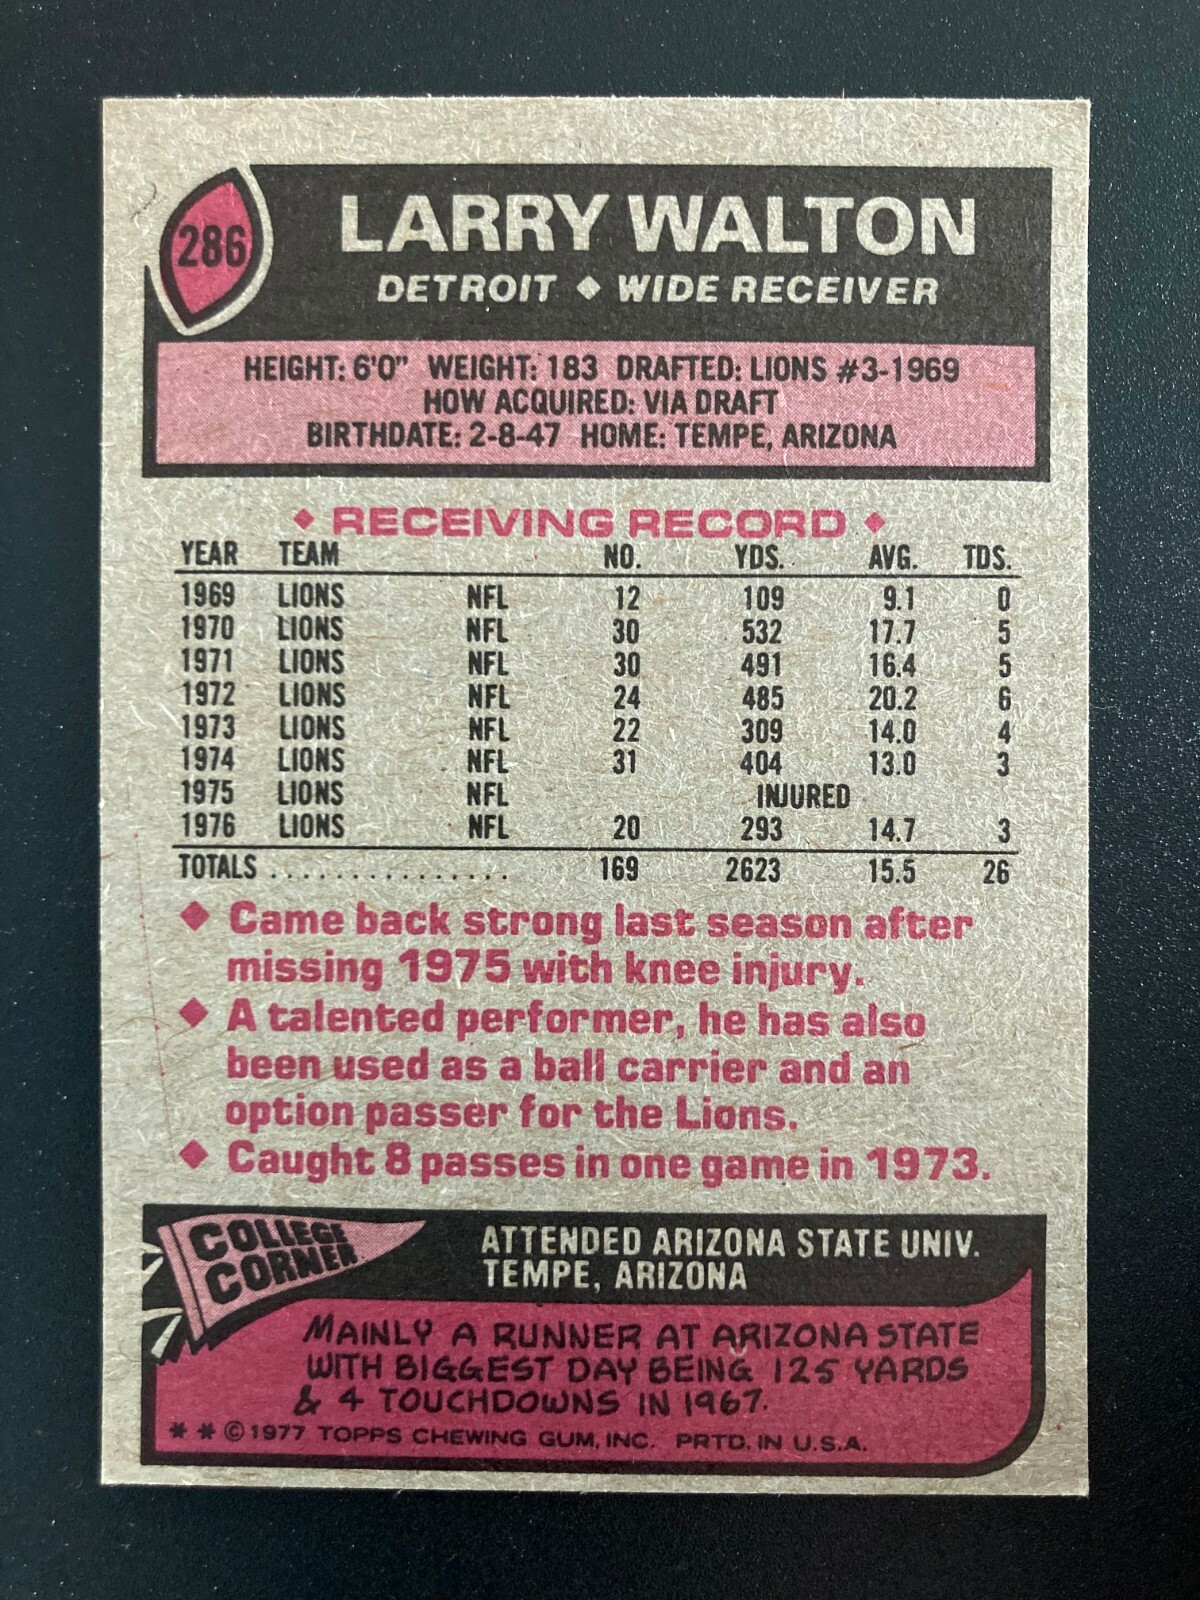 286
LARRY WALTON
DETROIT ◆ WIDE RECEIVER
HEIGHT: 6'0" WEIGHT: 183 DRAFTED: LIONS #3-1969
HOW ACQUIRED: VIA DRAFT
BIRTHDATE: 2-8-47 HOME: TEMPE, ARIZONA
◆ RECEIVING RECORD ◆
YEAR TEAM NO. YDS. AVG. TDS.
1969 LIONS NFL 12 109 9.1 0
1970 LIONS NFL 30 532 17.7 5
1971 LIONS NFL 30 491 16.4 5
1972 LIONS NFL 24 485 20.2 6
1973 LIONS NFL 22 309 14.0 4
1974 LIONS NFL 31 404 13.0 3
1975 LIONS NFL INJURED
1976 LIONS NFL 20 293 14.7 3
TOTALS ............... 169 2623 15.5 26
◆ Came back strong last season after
missing 1975 with knee injury.
◆ A talented performer, he has also
been used as a ball carrier and an
option passer for the Lions.
◆ Caught 8 passes in one game in 1973.
COLLEGE
CORNER
ATTENDED ARIZONA STATE UNIV.
TEMPE, ARIZONA
MAINLY A RUNNER AT ARIZONA STATE
WITH BIGGEST DAY BEING 125 YARDS
& 4 TOUCHDOWNS IN 1967.
* * © 1977 TOPPS CHEWING GUM, INC. PRTD. IN U.S.A.